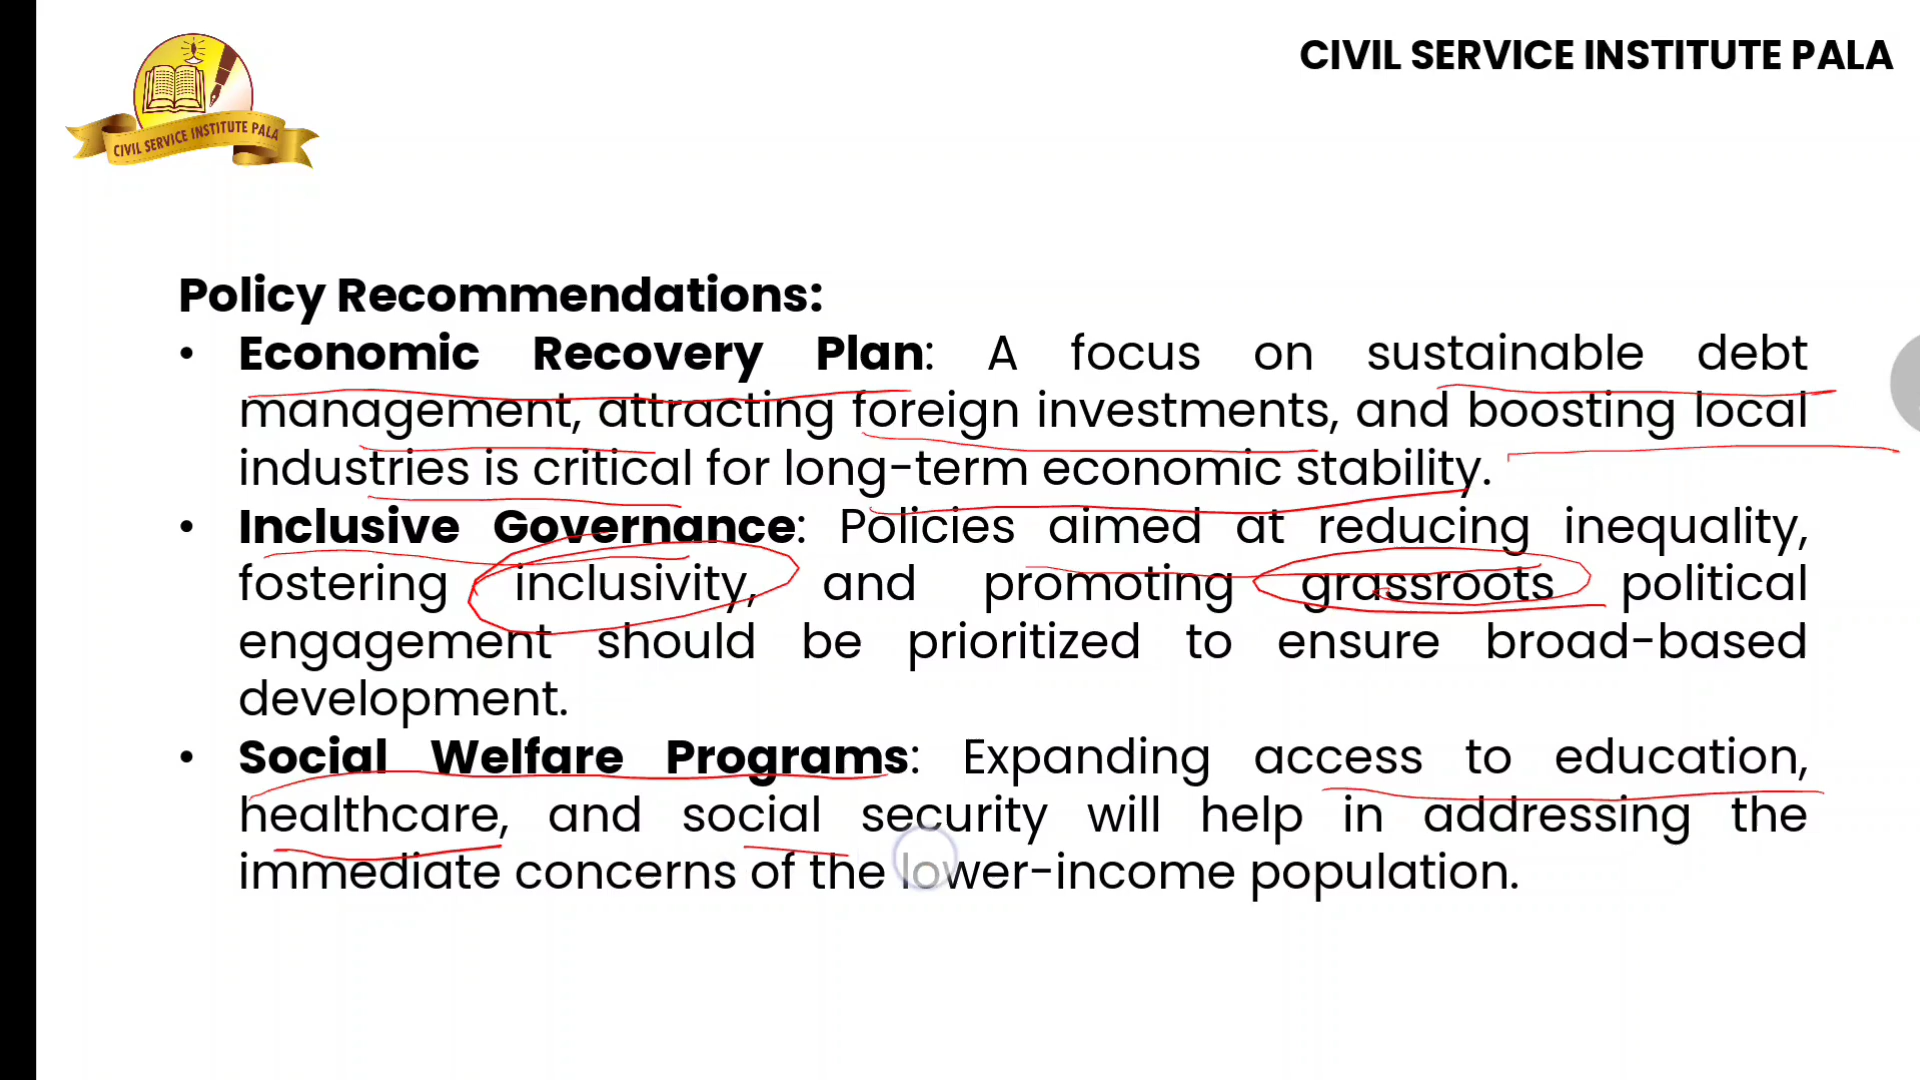 CIVIL SERVICE INSTITUTE PALA
CIVIL SERVICE INSTITUTE PALA
Policy Recommendations:
• Economic Recovery Plan: A focus on sustainable debt
management, attracting foreign investments, and boosting local
industries is critical for long-term economic stability.
• Inclusive Governance: Policies aimed at reducing inequality,
fostering inclusivity, and promoting grassroots political
engagement should be prioritized to ensure broad-based
development.
• Social Welfare Programs: Expanding access to education,
healthcare, and social security will help in addressing the
immediate concerns of the lower-income population.